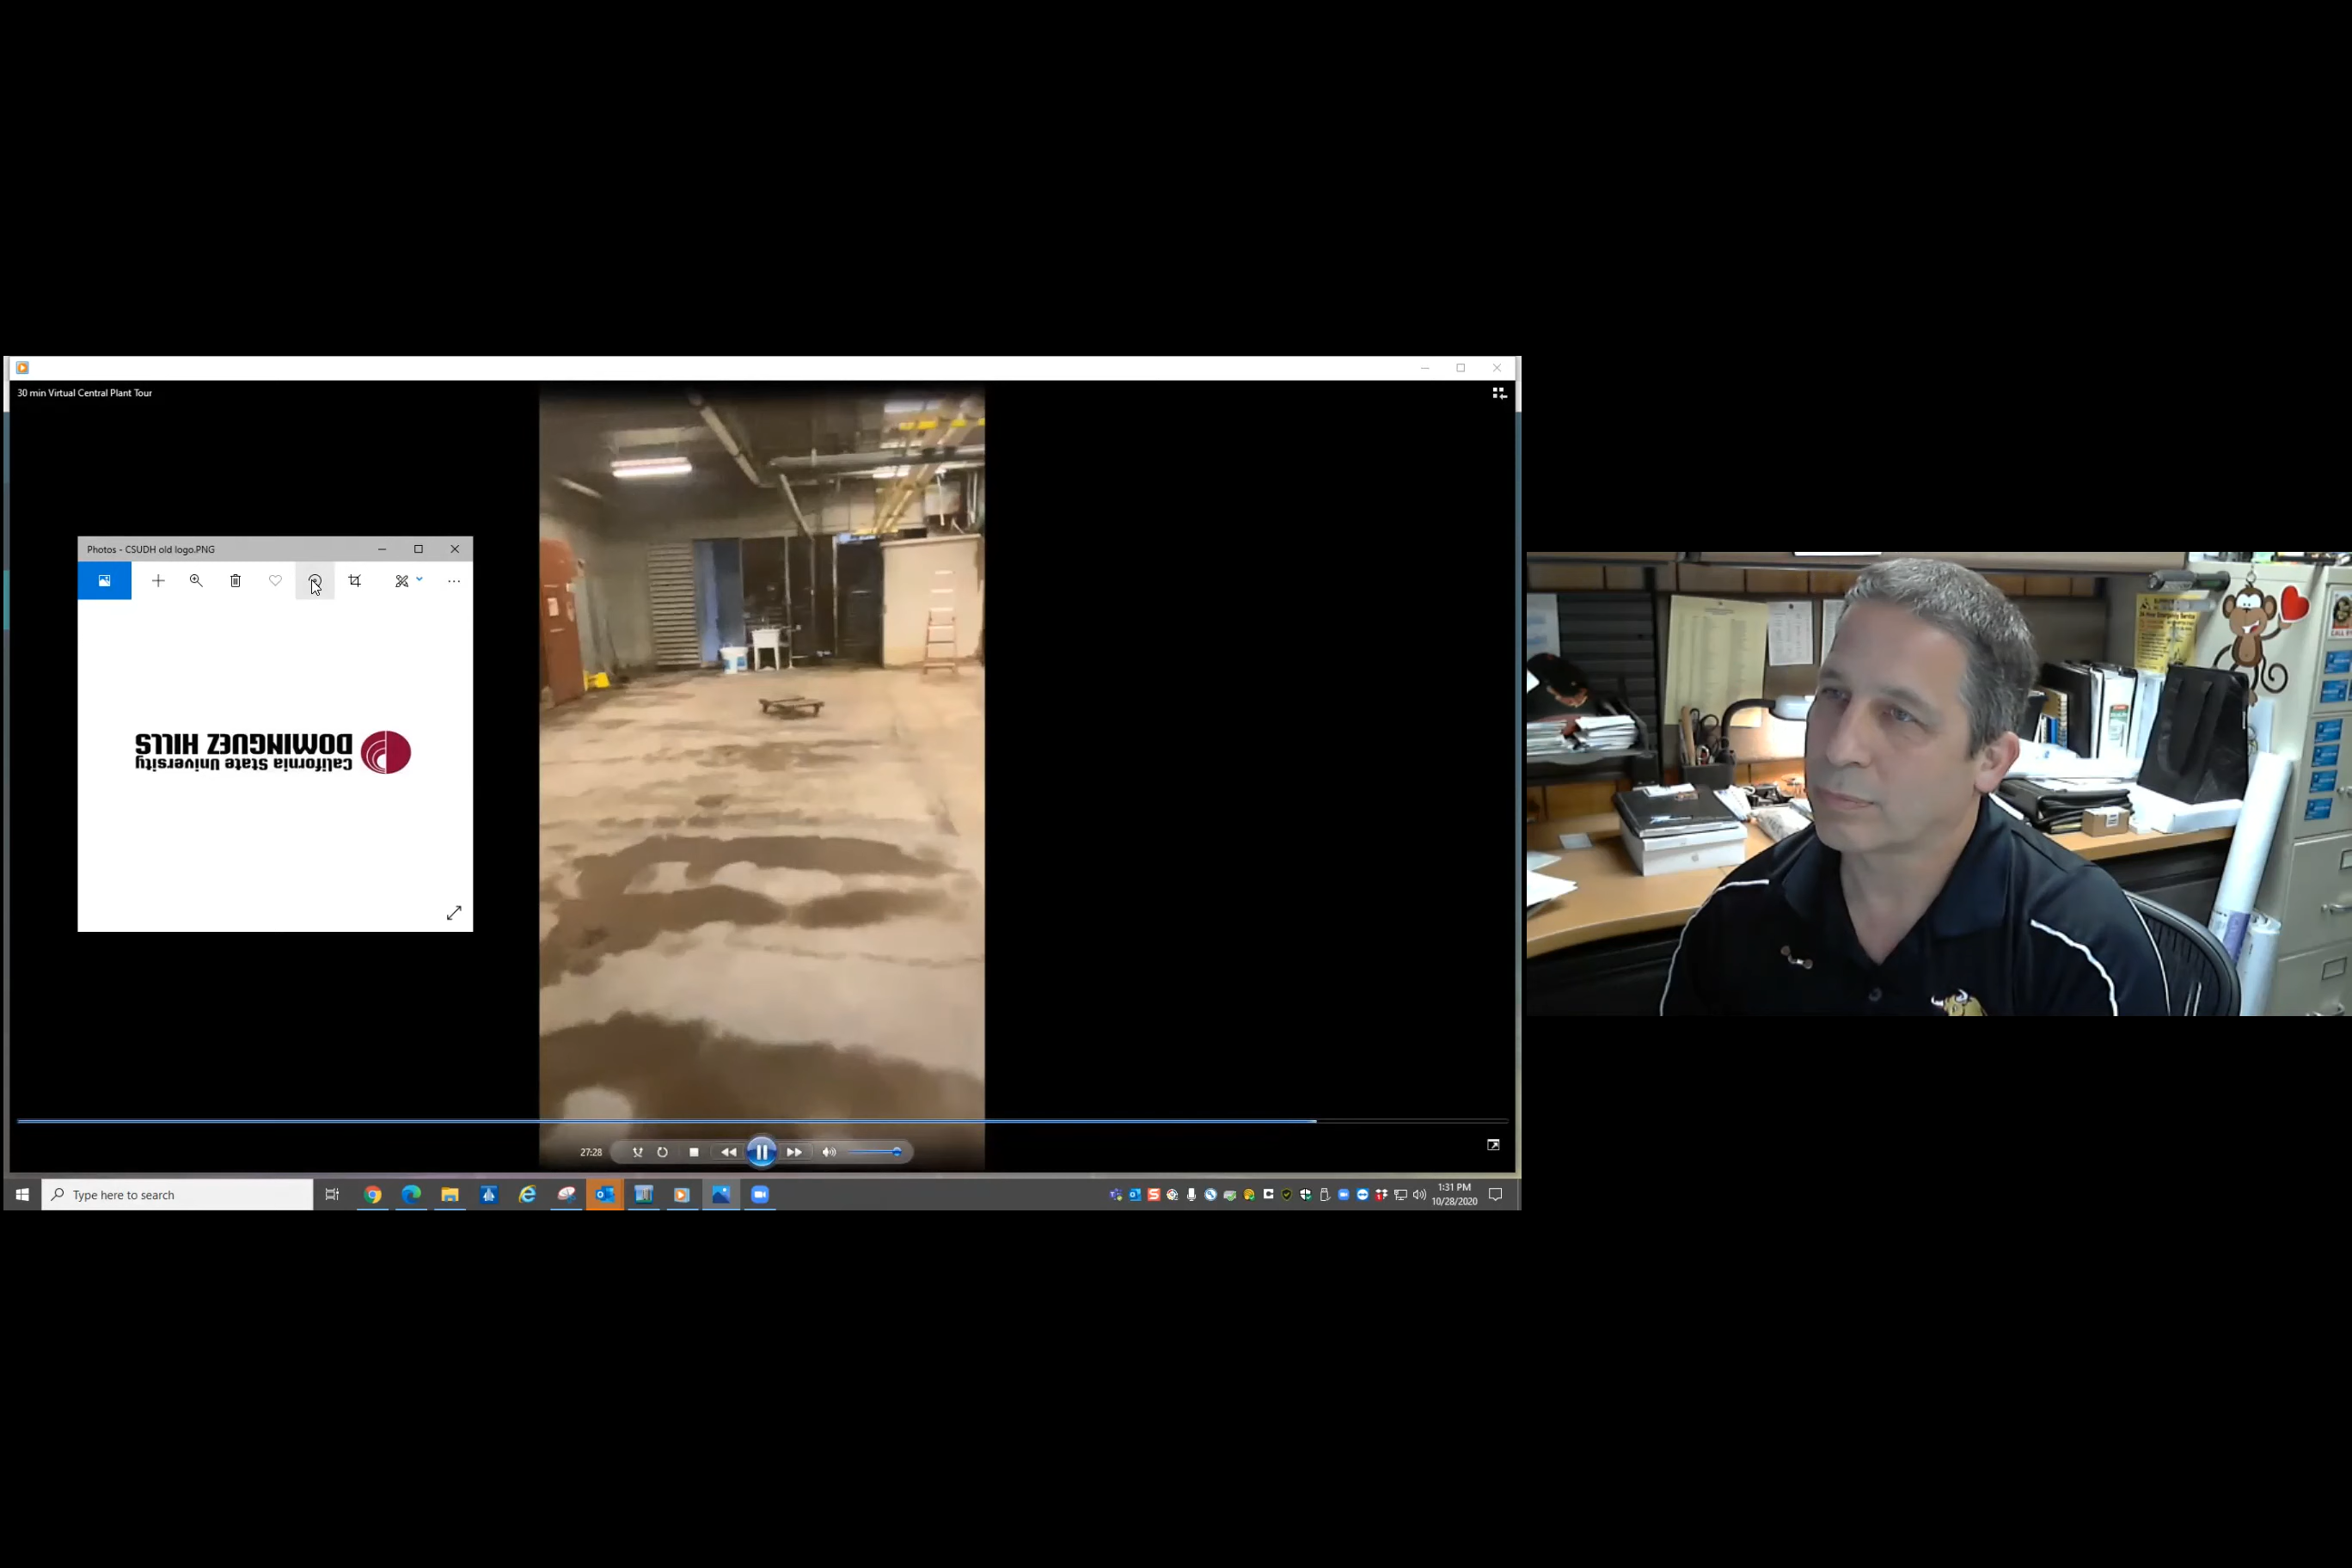 30 min Virtual Central Plant Tour
Photos - CSUDH old logo.PNG
California State University
DOMINGUEZ HILLS
27:28
Type here to search
1:31 PM
10/28/2020